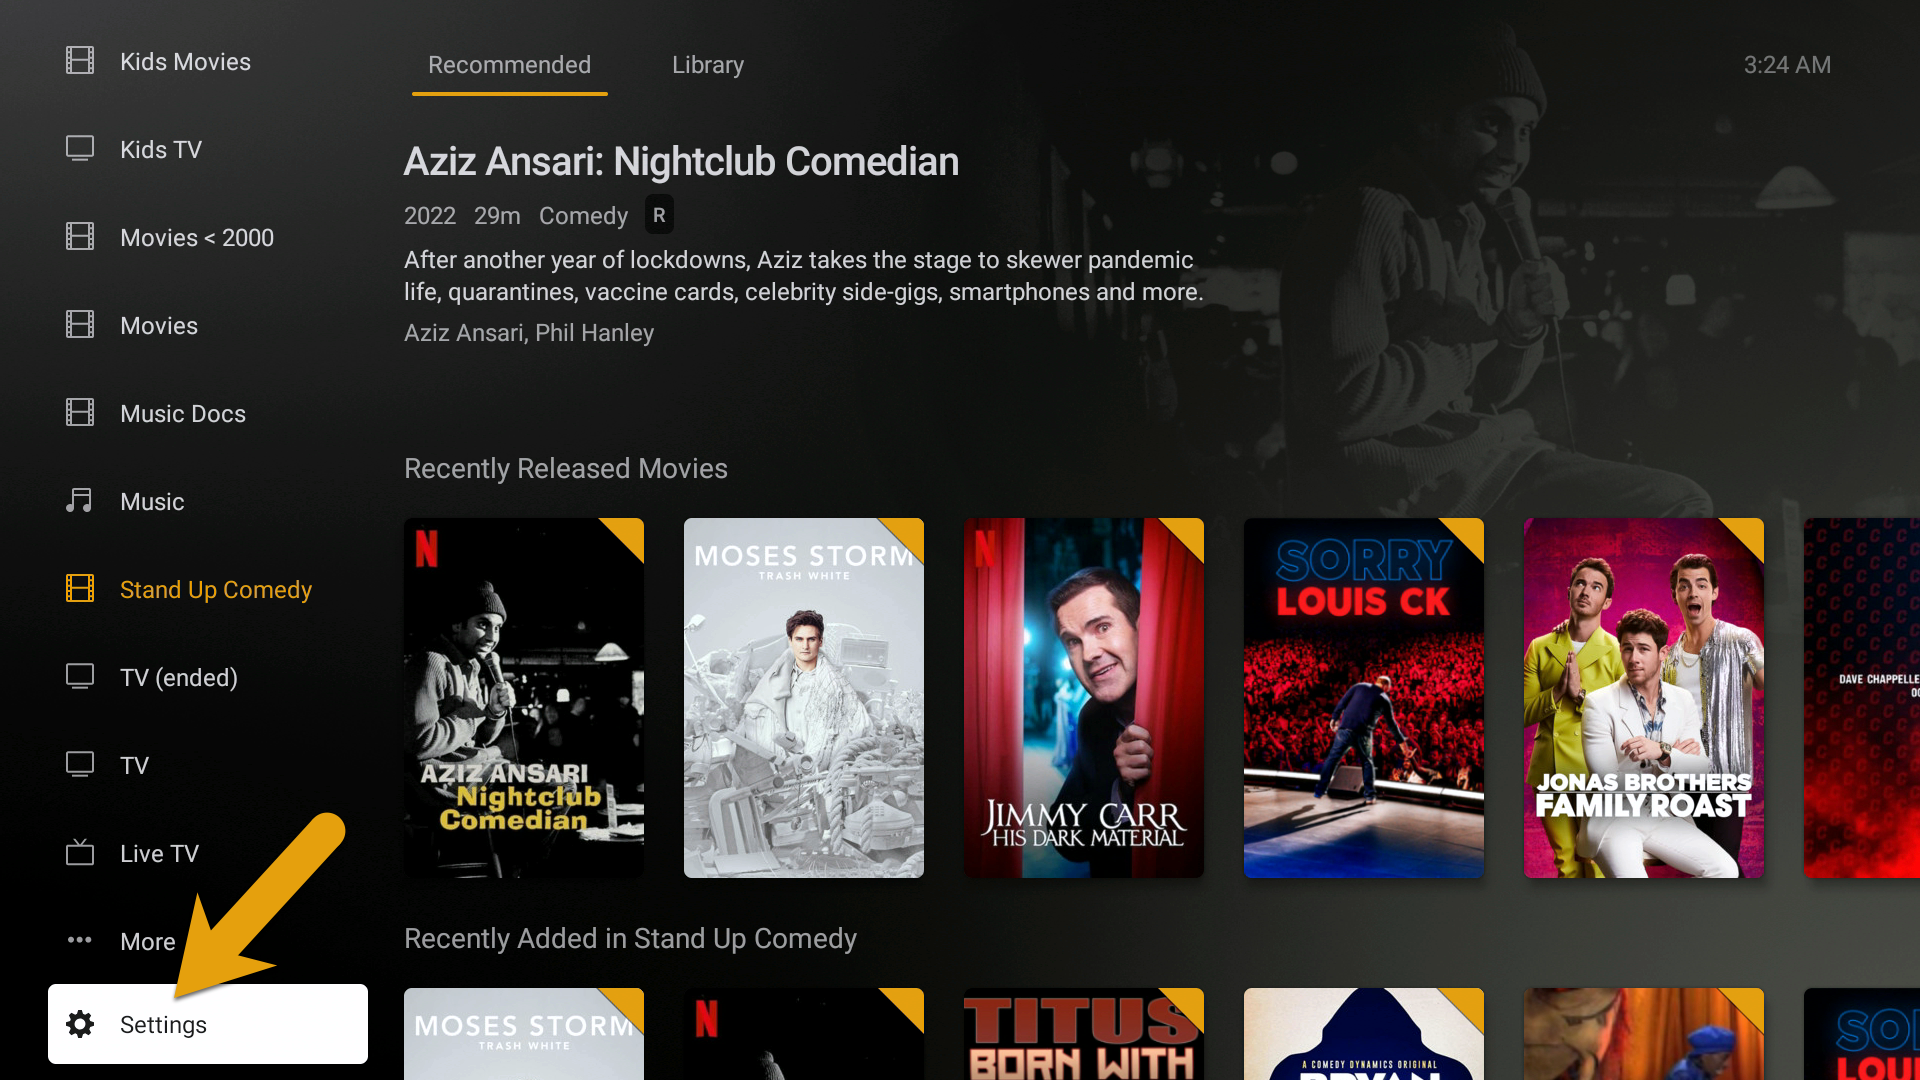 Kids Movies
Kids TV
Movies < 2000
Movies
Music Docs
Music
Stand Up Comedy
TV (ended)
TV
Live TV
More
Settings
Recommended
Library
3:24 AM
Aziz Ansari: Nightclub Comedian
2022 29m Comedy R
After another year of lockdowns, Aziz takes the stage to skewer pandemic
life, quarantines, vaccine cards, celebrity side-gigs, smartphones and more.
Aziz Ansari, Phil Hanley
Recently Released Movies
N
AZIZ ANSARI
Nightclub
Comedian
MOSES STORM
TRASH WHITE
N
JIMMY CARR
HIS DARK MATERIAL
SORRY
LOUIS CK
JONAS BROTHERS
FAMILY ROAST
DAVE CHAPPELLE
Recently Added in Stand Up Comedy
MOSES STORM
TRASH WHITE
N
TITUS
BORN WITH
A COMEDY DYNAMICS ORIGINAL